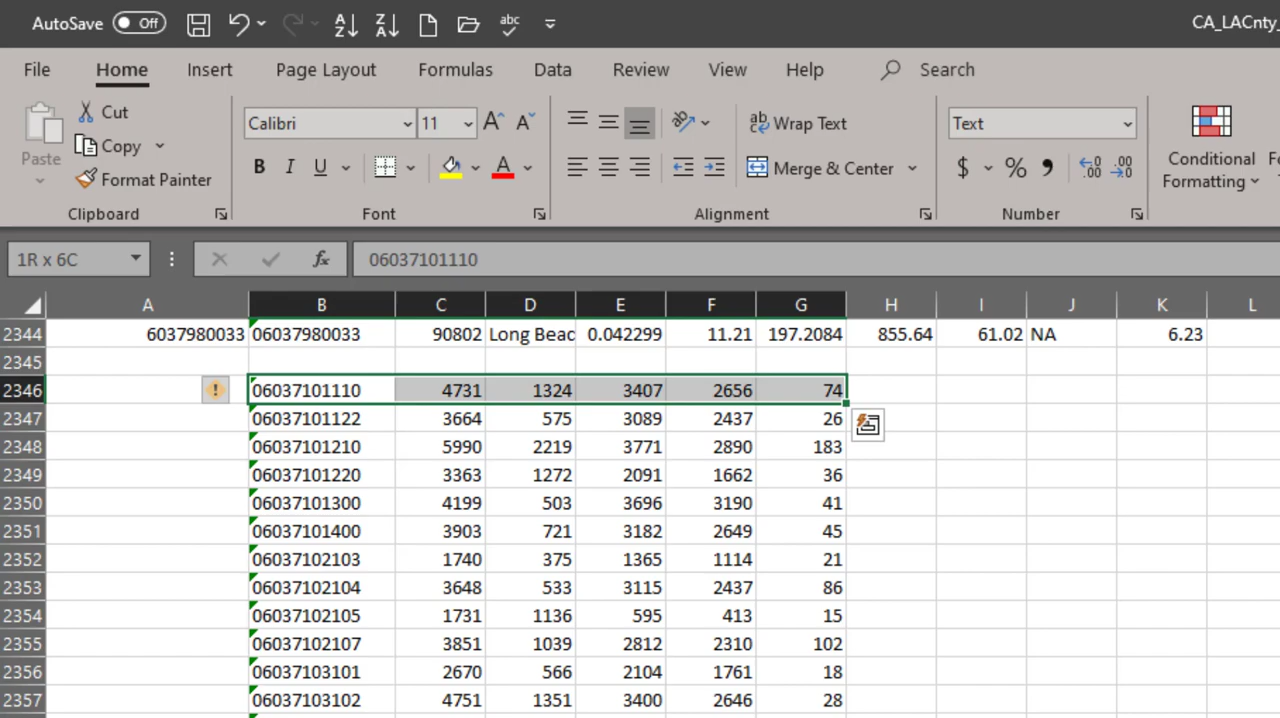 AutoSave Off abc CA_LACnty_
File Home Insert Page Layout Formulas Data Review View Help Search
Paste Cut Calibri 11 A A ab Wrap Text Text Conditional Formatting
Copy B I U A Merge & Center $ % , .00
Format Painter
Clipboard Font Alignment Number
1R x 6C fx 06037101110
A B C D E F G H I J K L
2344 6037980033 06037980033 90802 Long Beac 0.042299 11.21 197.2084 855.64 61.02 NA 6.23
2345
2346 ! 06037101110 4731 1324 3407 2656 74
2347 06037101122 3664 575 3089 2437 26
2348 06037101210 5990 2219 3771 2890 183
2349 06037101220 3363 1272 2091 1662 36
2350 06037101300 4199 503 3696 3190 41
2351 06037101400 3903 721 3182 2649 45
2352 06037102103 1740 375 1365 1114 21
2353 06037102104 3648 533 3115 2437 86
2354 06037102105 1731 1136 595 413 15
2355 06037102107 3851 1039 2812 2310 102
2356 06037103101 2670 566 2104 1761 18
2357 06037103102 4751 1351 3400 2646 28